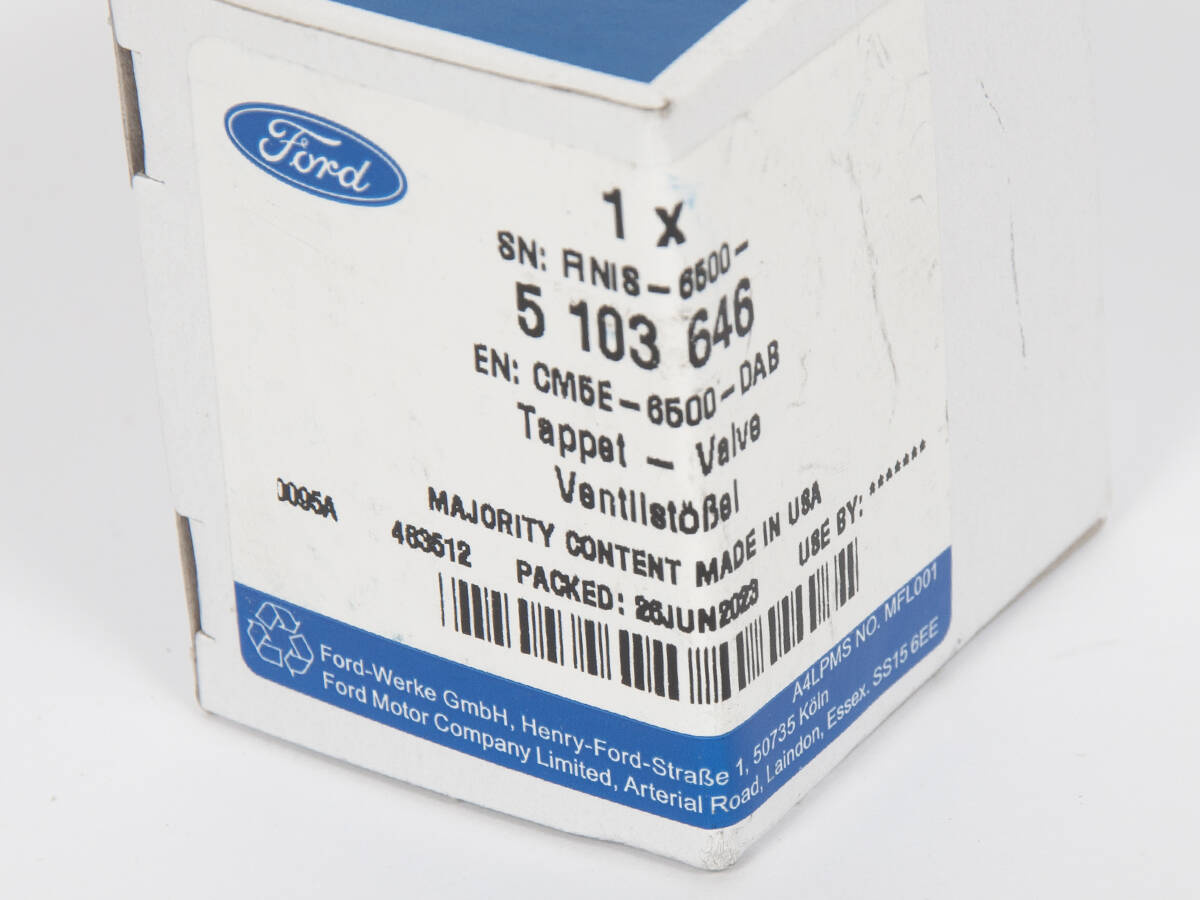 Ford
1 x
SN: FINIS-6500-
5 103 646
EN: CM5E-6500-DAB
Tappet - Valve
Ventilstößel
MAJORITY CONTENT MADE IN USA
0095A 483512 PACKED: 26JUN2023 USE BY: *******
A4LPMS NO. MFL001
Ford-Werke GmbH, Henry-Ford-Straße 1, 50735 Köln
Ford Motor Company Limited, Arterial Road, Laindon, Essex. SS15 6EE